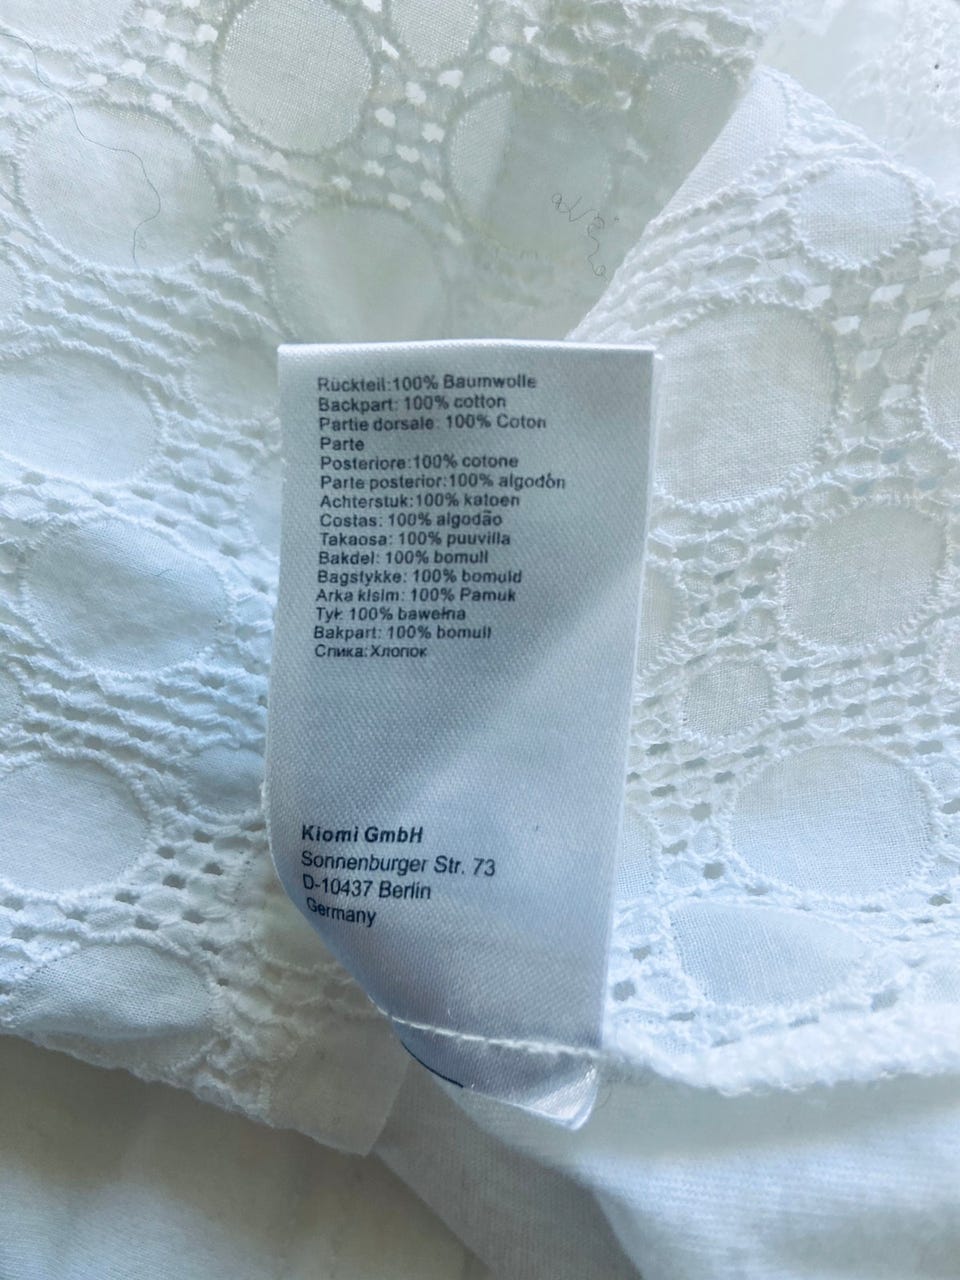 Rückteil:100% Baumwolle
Backpart: 100% cotton
Partie dorsale: 100% Coton
Parte
Posteriore:100% cotone
Parte posterior:100% algodón
Achterstuk:100% katoen
Costas: 100% algodão
Takaosa: 100% puuvilla
Bakdel: 100% bomull
Bagstykke: 100% bomuld
Arka kisim: 100% Pamuk
Tył: 100% bawełna
Bakpart: 100% bomull
Спика:Хлопок
Kiomi GmbH
Sonnenburger Str. 73
D-10437 Berlin
Germany